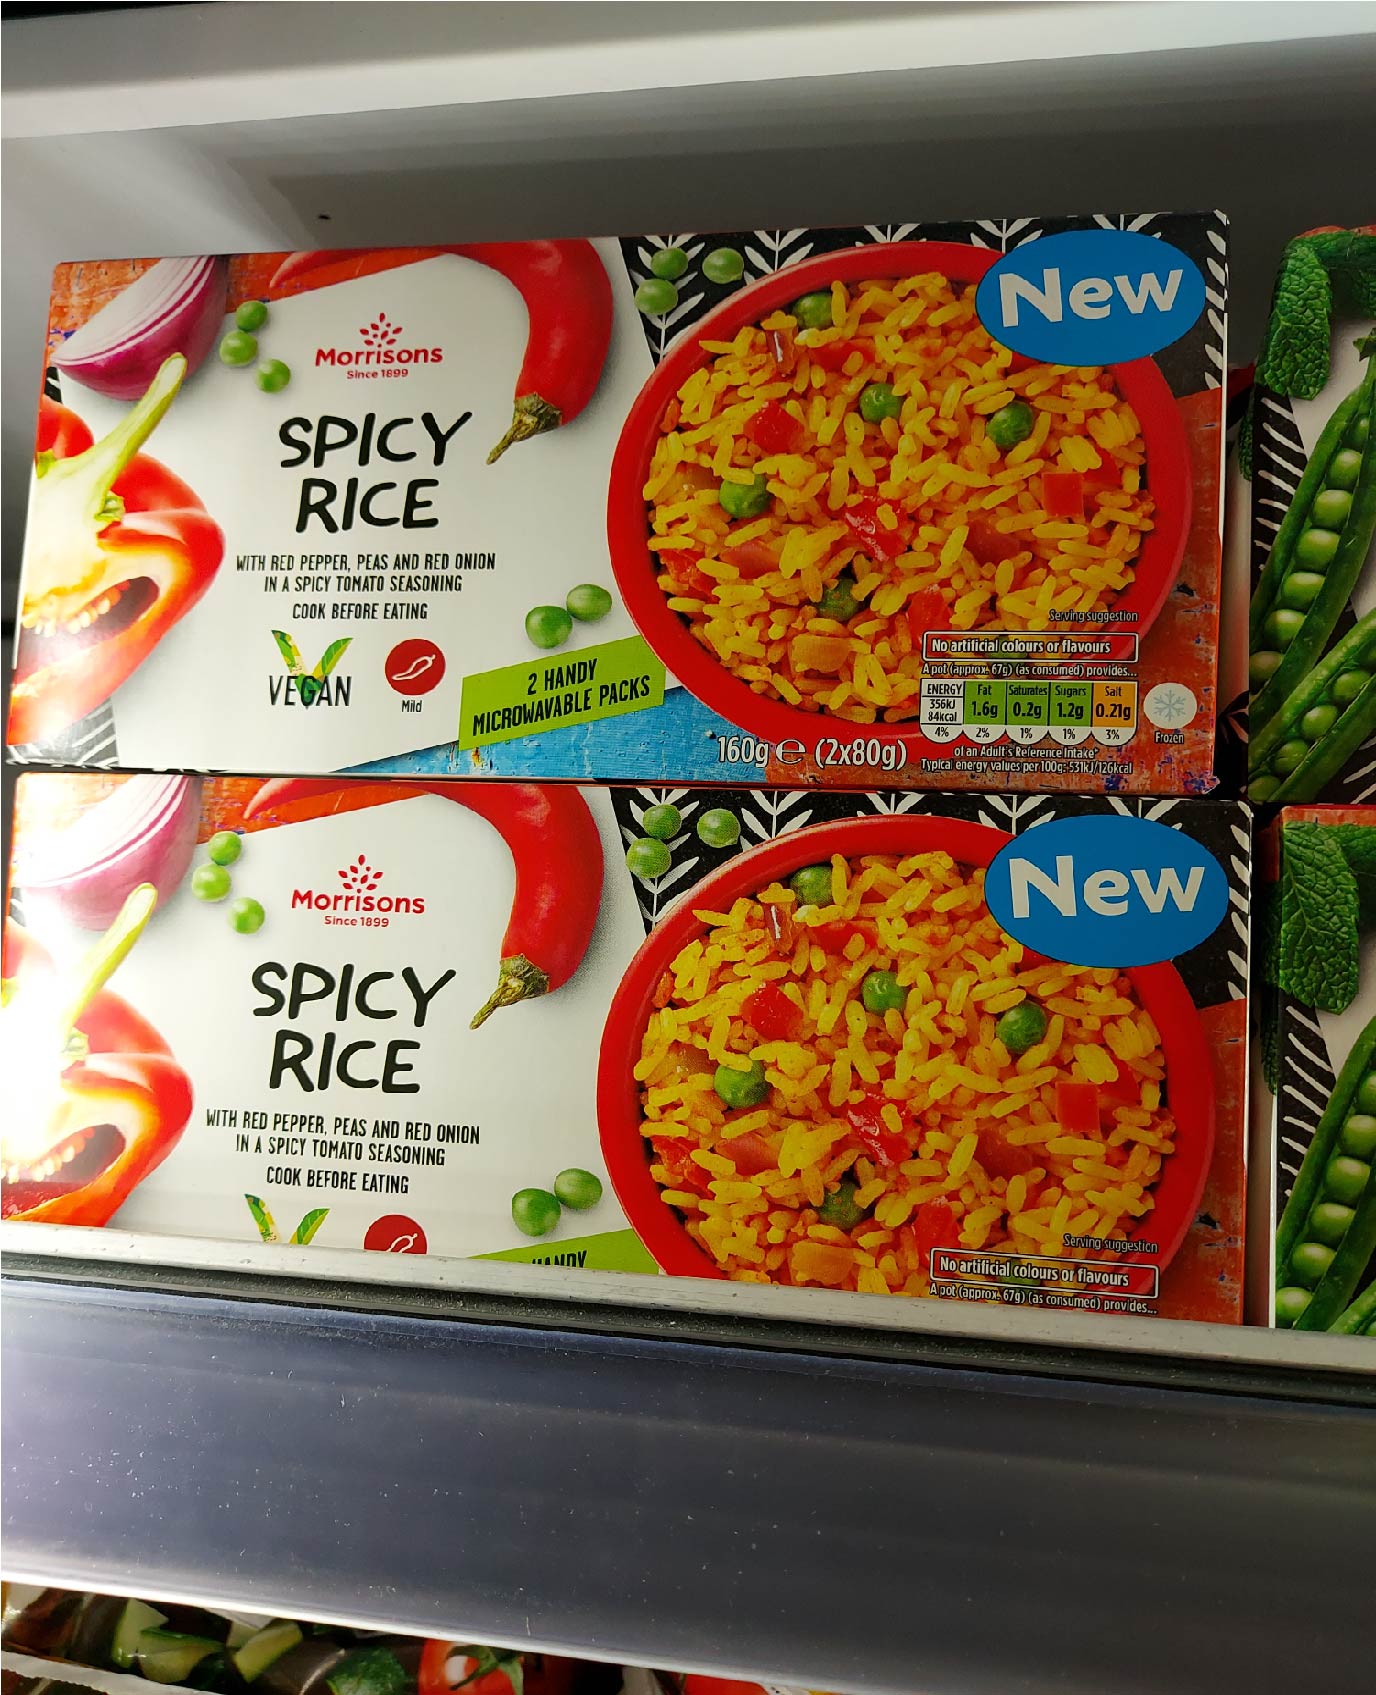 New
Morrisons
Since 1899
SPICY
RICE
WITH RED PEPPER, PEAS AND RED ONION
IN A SPICY TOMATO SEASONING
COOK BEFORE EATING
VEGAN
Mild
2 HANDY
MICROWAVABLE PACKS
160g e (2x80g)
Serving suggestion
No artificial colours or flavours
A pot (approx. 67g) (as consumed) provides...
ENERGY Fat Saturates Sugars Salt
356kJ
84kcal 1.6g 0.2g 1.2g 0.21g
4% 2% 1% 1% 3%
of an Adult's Reference Intake*
Typical energy values per 100g: 531kJ/126kcal
Frozen
New
Morrisons
Since 1899
SPICY
RICE
WITH RED PEPPER, PEAS AND RED ONION
IN A SPICY TOMATO SEASONING
COOK BEFORE EATING
HANDY
Serving suggestion
No artificial colours or flavours
A pot (approx. 67g) (as consumed) provides...